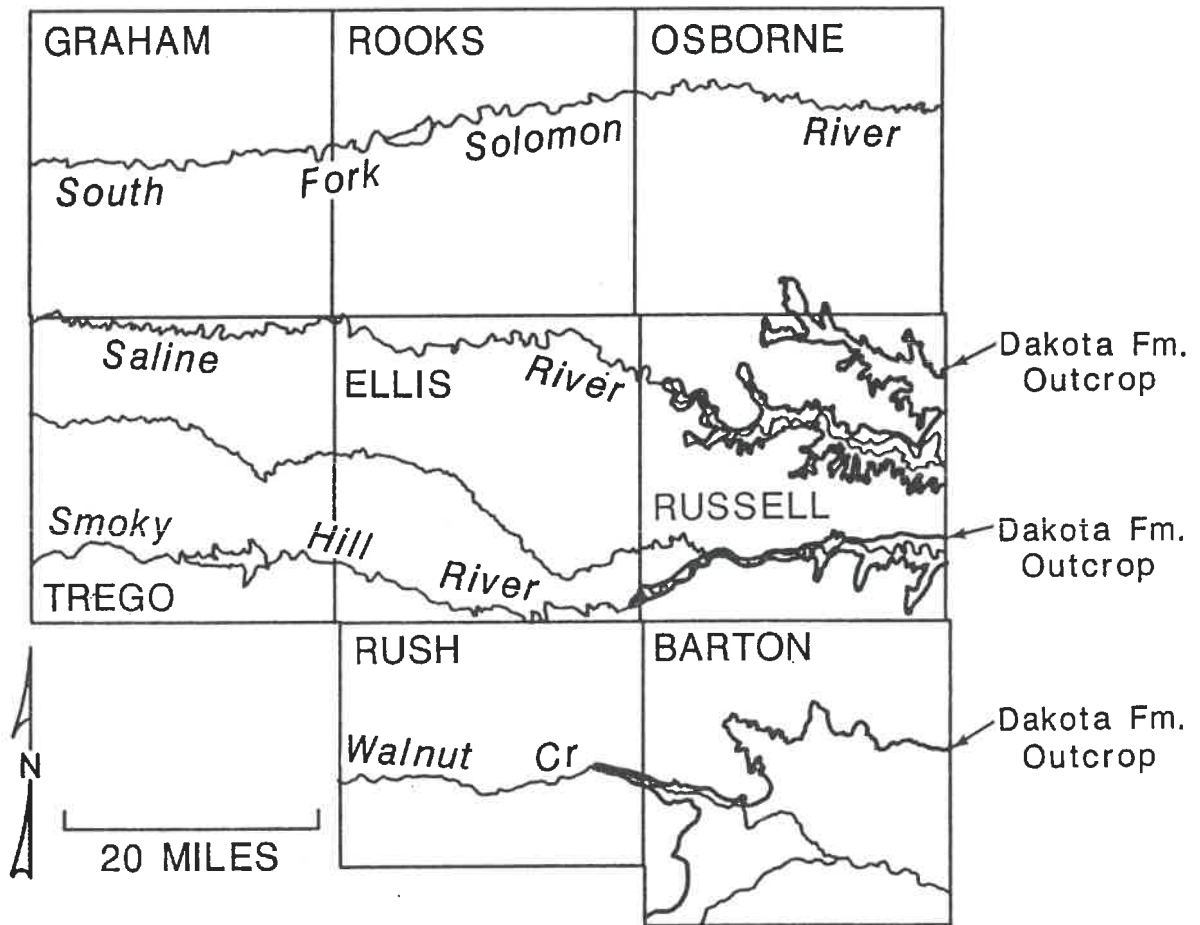 GRAHAM
ROOKS
OSBORNE
South Fork Solomon River
Saline River
ELLIS
Dakota Fm.
Outcrop
RUSSELL
Smoky Hill River
TREGO
Dakota Fm.
Outcrop
RUSH
BARTON
Walnut Cr
Dakota Fm.
Outcrop
N
20 MILES